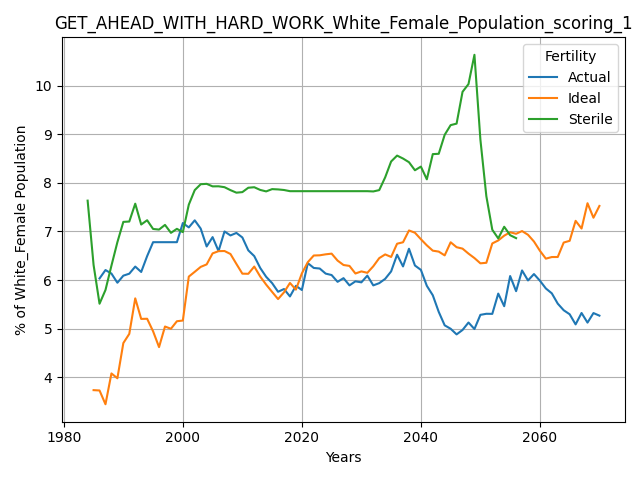 GET_AHEAD_WITH_HARD_WORK_White_Female_Population_scoring_1
% of White_Female Population
10
9
8
7
6
5
4
1980
2000
2020
2040
2060
Years
Fertility
Actual
Ideal
Sterile